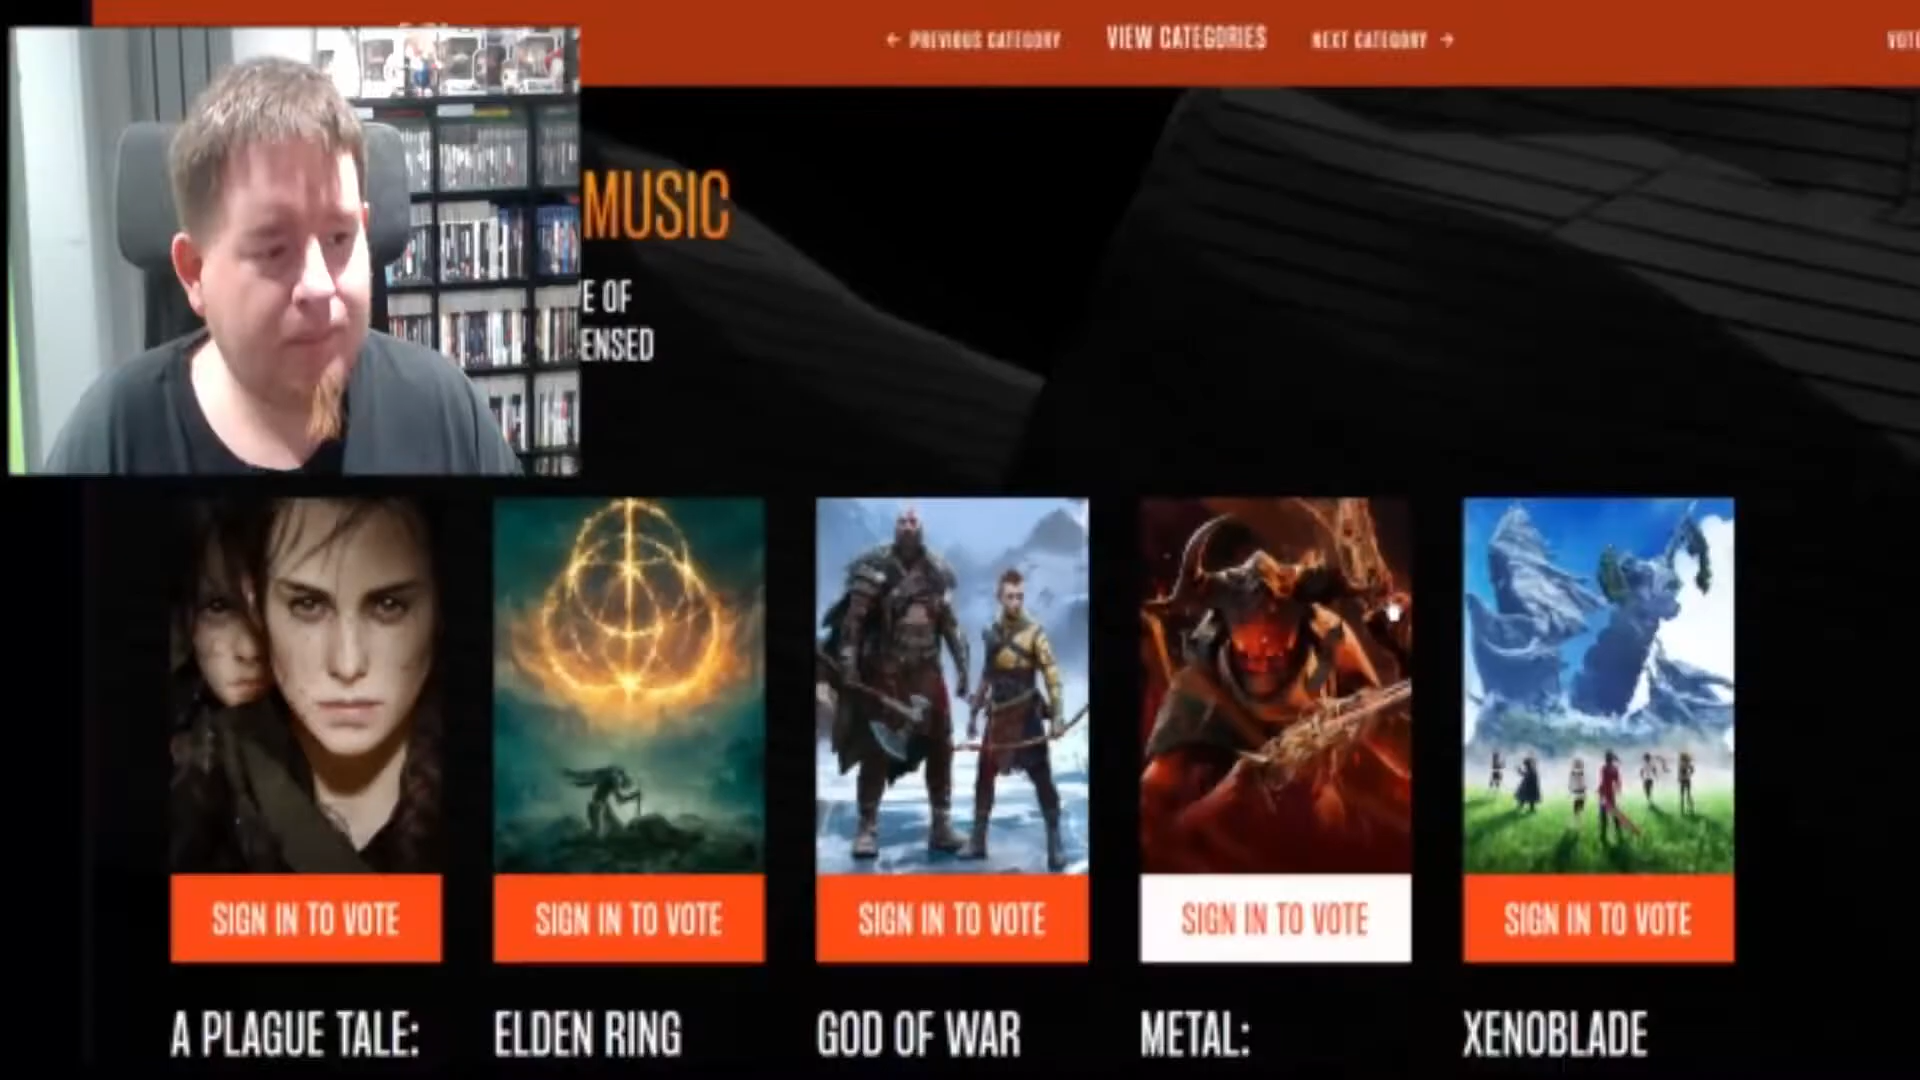 ← PREVIOUS CATEGORY VIEW CATEGORIES NEXT CATEGORY →
VOTE
MUSIC
E OF
ENSED
SIGN IN TO VOTE
SIGN IN TO VOTE
SIGN IN TO VOTE
SIGN IN TO VOTE
SIGN IN TO VOTE
A PLAGUE TALE:
ELDEN RING
GOD OF WAR
METAL:
XENOBLADE